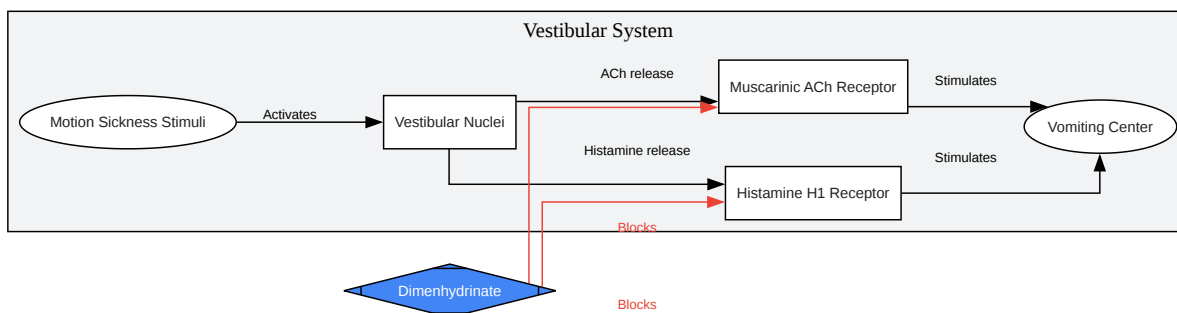 Vestibular System
Motion Sickness Stimuli
Activates
Vestibular Nuclei
ACh release
Muscarinic ACh Receptor
Stimulates
Vomiting Center
Histamine release
Histamine H1 Receptor
Stimulates
Blocks
Dimenhydrinate
Blocks